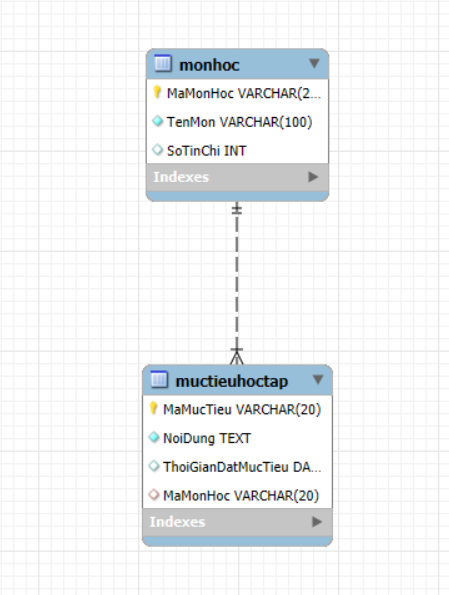 monhoc
MaMonHoc VARCHAR(2...
TenMon VARCHAR(100)
SoTinChi INT
Indexes
muctieuhoctap
MaMucTieu VARCHAR(20)
NoiDung TEXT
ThoiGianDatMucTieu DA...
MaMonHoc VARCHAR(20)
Indexes